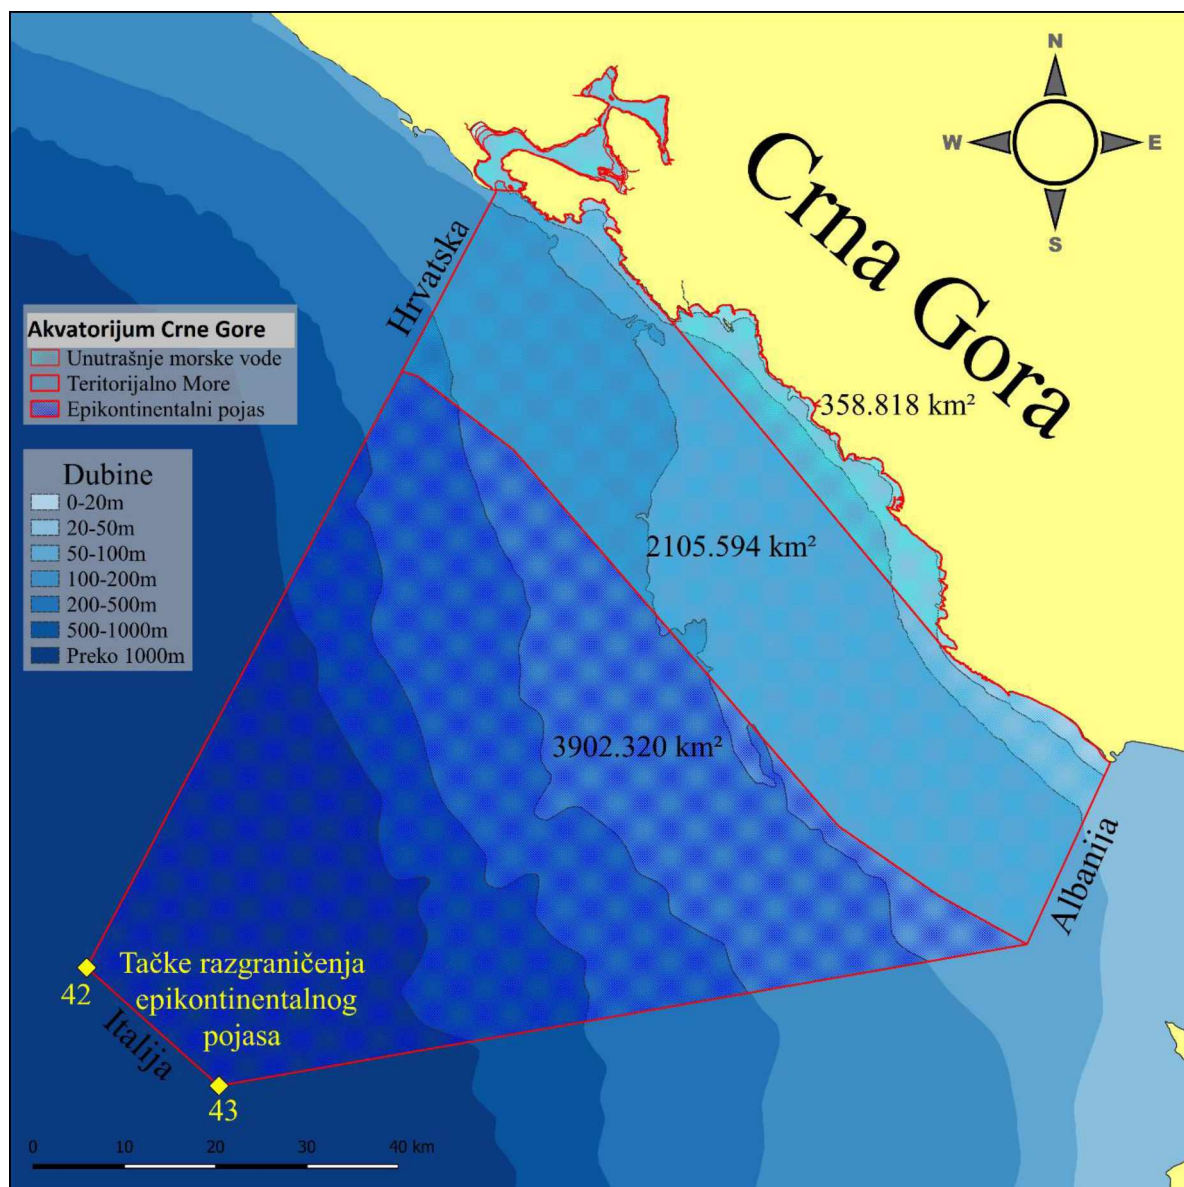 N
W E
S
Crna Gora
Hrvatska
Akvatorijum Crne Gore
Unutrašnje morske vode
Teritorijalno More
Epikontinentalni pojas
358.818 km²
Dubine
0-20m
20-50m
50-100m
100-200m
200-500m
500-1000m
Preko 1000m
2105.594 km²
3902.320 km²
Albanija
Tačke razgraničenja
epikontinentalnog
pojasa
42
Italija
43
0 10 20 30 40 km